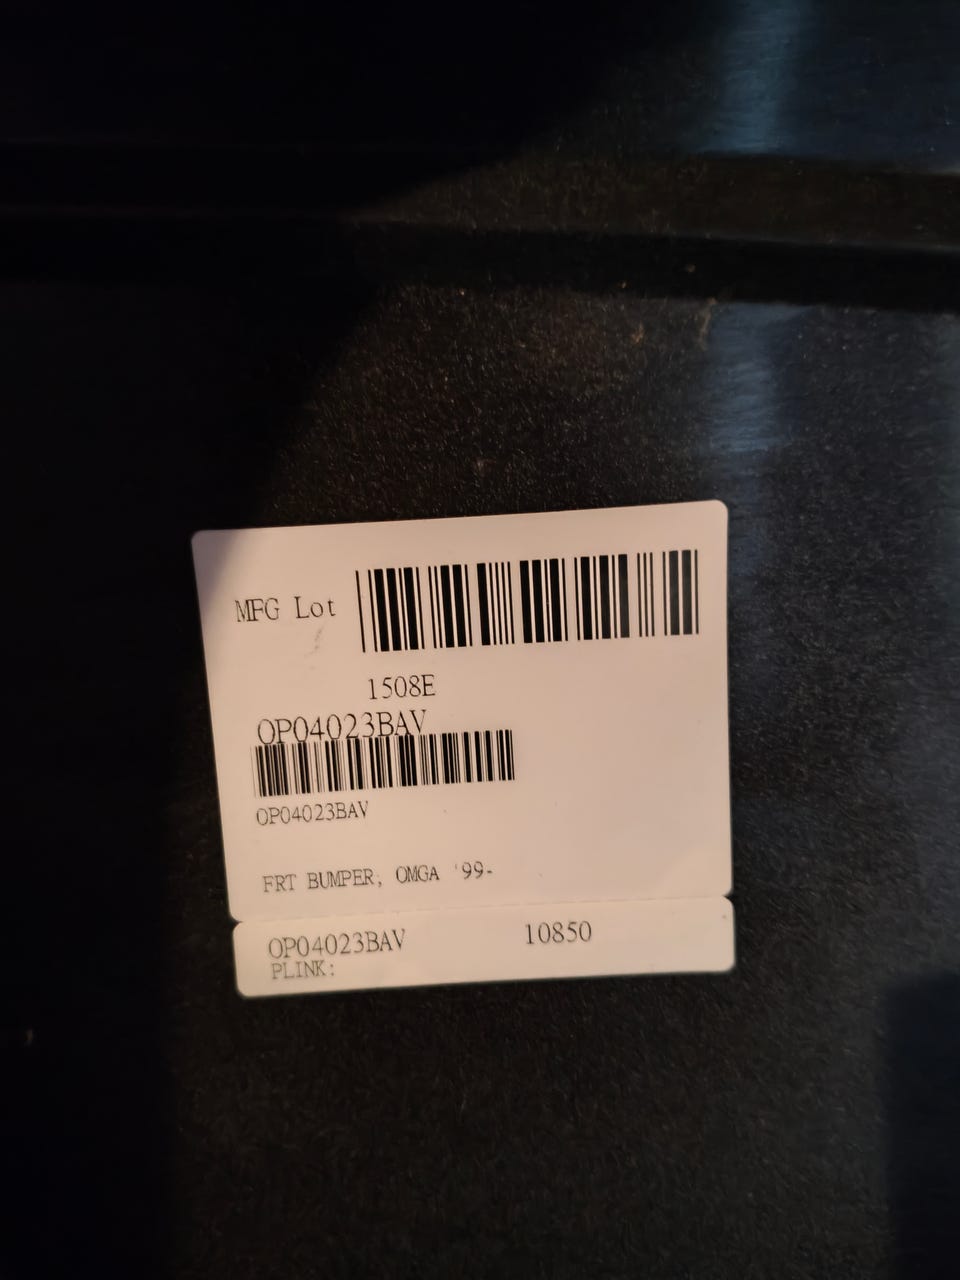 MFG Lot
1508E
OP04023BAV
OP04023BAV
FRT BUMPER, OMGA '99-
OP04023BAV 10850
PLINK: